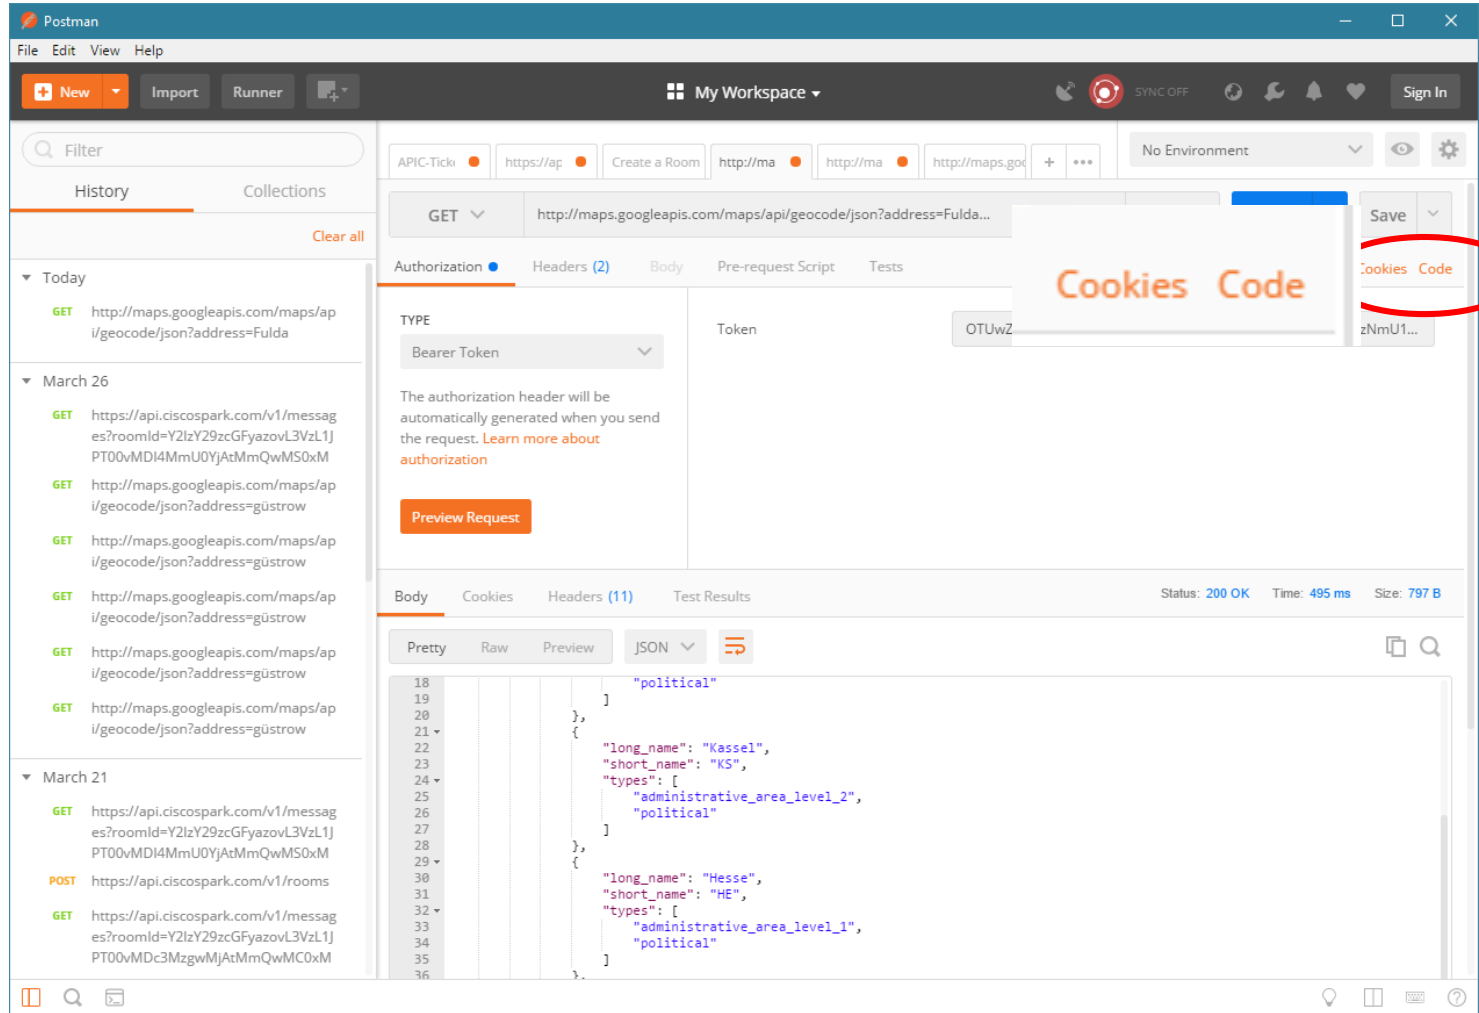 Postman
File Edit View Help
New Import Runner My Workspace SYNC OFF Sign In
Filter
History Collections
Clear all
Today
GET http://maps.googleapis.com/maps/ap
i/geocode/json?address=Fulda
March 26
GET https://api.ciscospark.com/v1/messag
es?roomId=Y2lzY29zcGFyazovL3VzL1J
PT00vMDI4MmU0YjAtMmQwMS0xM
GET http://maps.googleapis.com/maps/ap
i/geocode/json?address=güstrow
GET http://maps.googleapis.com/maps/ap
i/geocode/json?address=güstrow
GET http://maps.googleapis.com/maps/ap
i/geocode/json?address=güstrow
GET http://maps.googleapis.com/maps/ap
i/geocode/json?address=güstrow
GET http://maps.googleapis.com/maps/ap
i/geocode/json?address=güstrow
March 21
GET https://api.ciscospark.com/v1/messag
es?roomId=Y2lzY29zcGFyazovL3VzL1J
PT00vMDI4MmU0YjAtMmQwMS0xM
POST https://api.ciscospark.com/v1/rooms
GET https://api.ciscospark.com/v1/messag
es?roomId=Y2lzY29zcGFyazovL3VzL1J
PT00vMDc3MzgwMjAtMmQwMC0xM
APIC-Ticke https://ap Create a Room http://ma http://ma http://maps.goo + •••
No Environment
GET http://maps.googleapis.com/maps/api/geocode/json?address=Fulda...
Save
Authorization Headers (2) Body Pre-request Script Tests
Cookies Code
Cookies Code
TYPE
Bearer Token
The authorization header will be
automatically generated when you send
the request. Learn more about
authorization
Preview Request
Token OTUwZ zNmU1...
Body Cookies Headers (11) Test Results Status: 200 OK Time: 495 ms Size: 797 B
Pretty Raw Preview JSON
18 "political"
19 ]
20 },
21 {
22 "long_name": "Kassel",
23 "short_name": "KS",
24 "types": [
25 "administrative_area_level_2",
26 "political"
27 ]
28 },
29 {
30 "long_name": "Hesse",
31 "short_name": "HE",
32 "types": [
33 "administrative_area_level_1",
34 "political"
35 ]
36 },